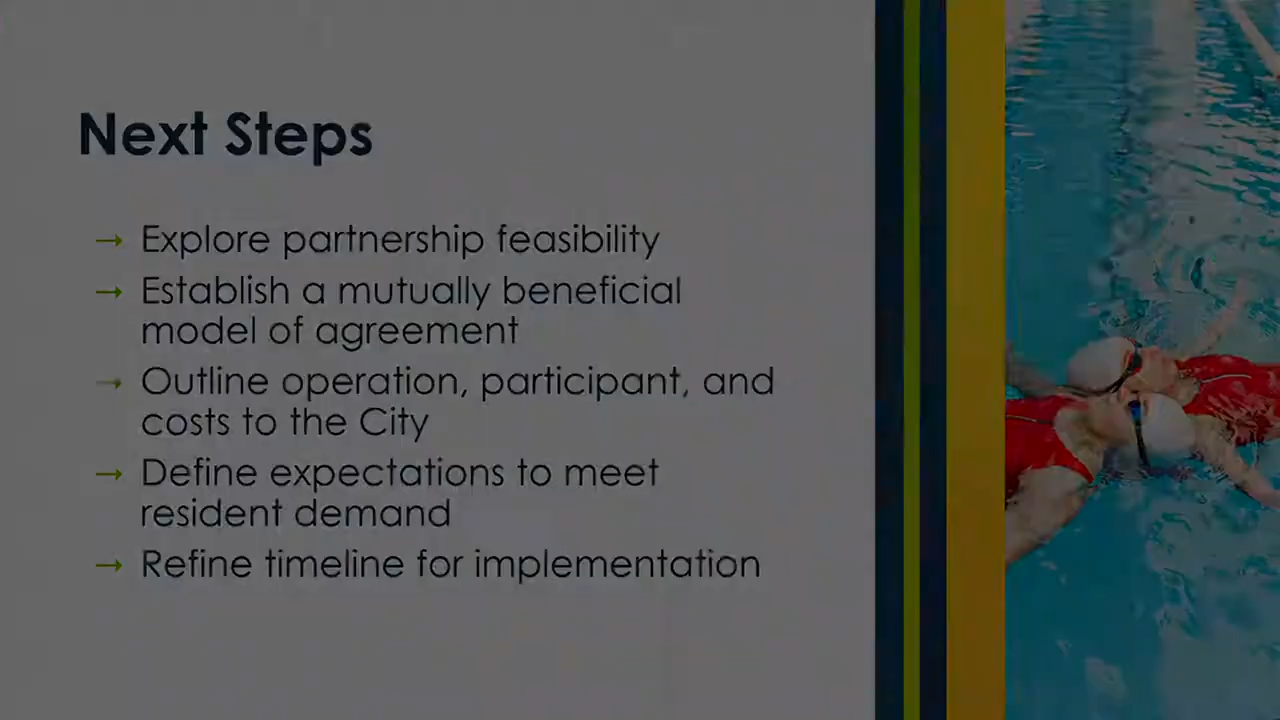 Next Steps
→ Explore partnership feasibility
→ Establish a mutually beneficial
model of agreement
→ Outline operation, participant, and
costs to the City
→ Define expectations to meet
resident demand
→ Refine timeline for implementation